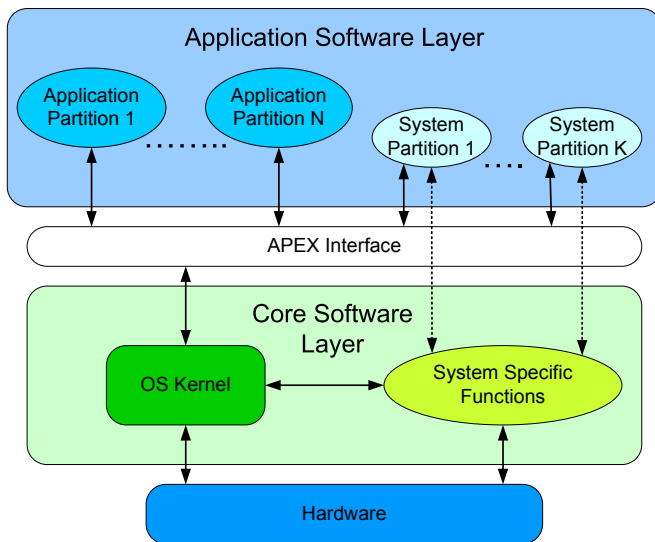 Application Software Layer
Application
Partition 1
Application
Partition N
System
Partition 1
System
Partition K
APEX Interface
Core Software
Layer
OS Kernel
System Specific
Functions
Hardware